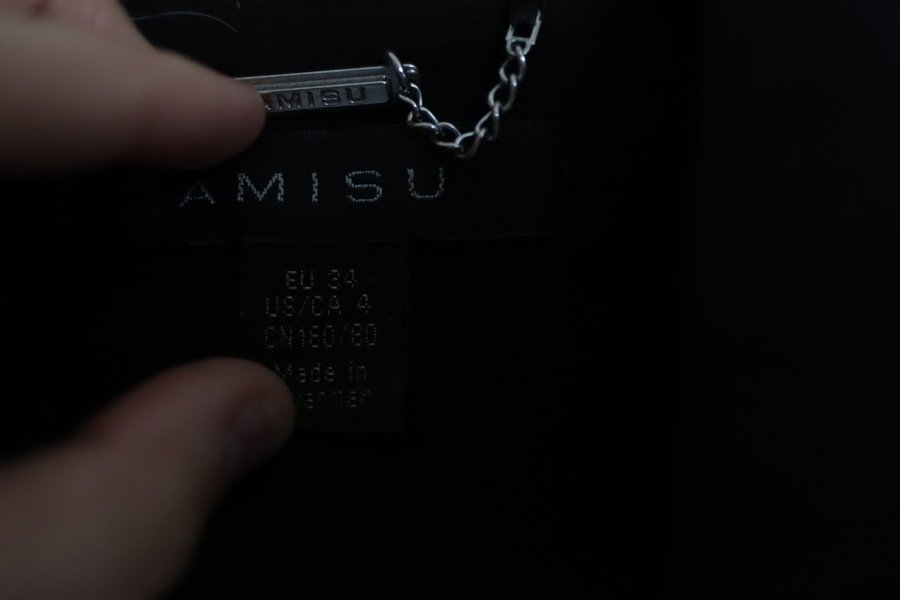 AMISU
AMISU
EU 34
US/CA 4
CN160/80
Made in